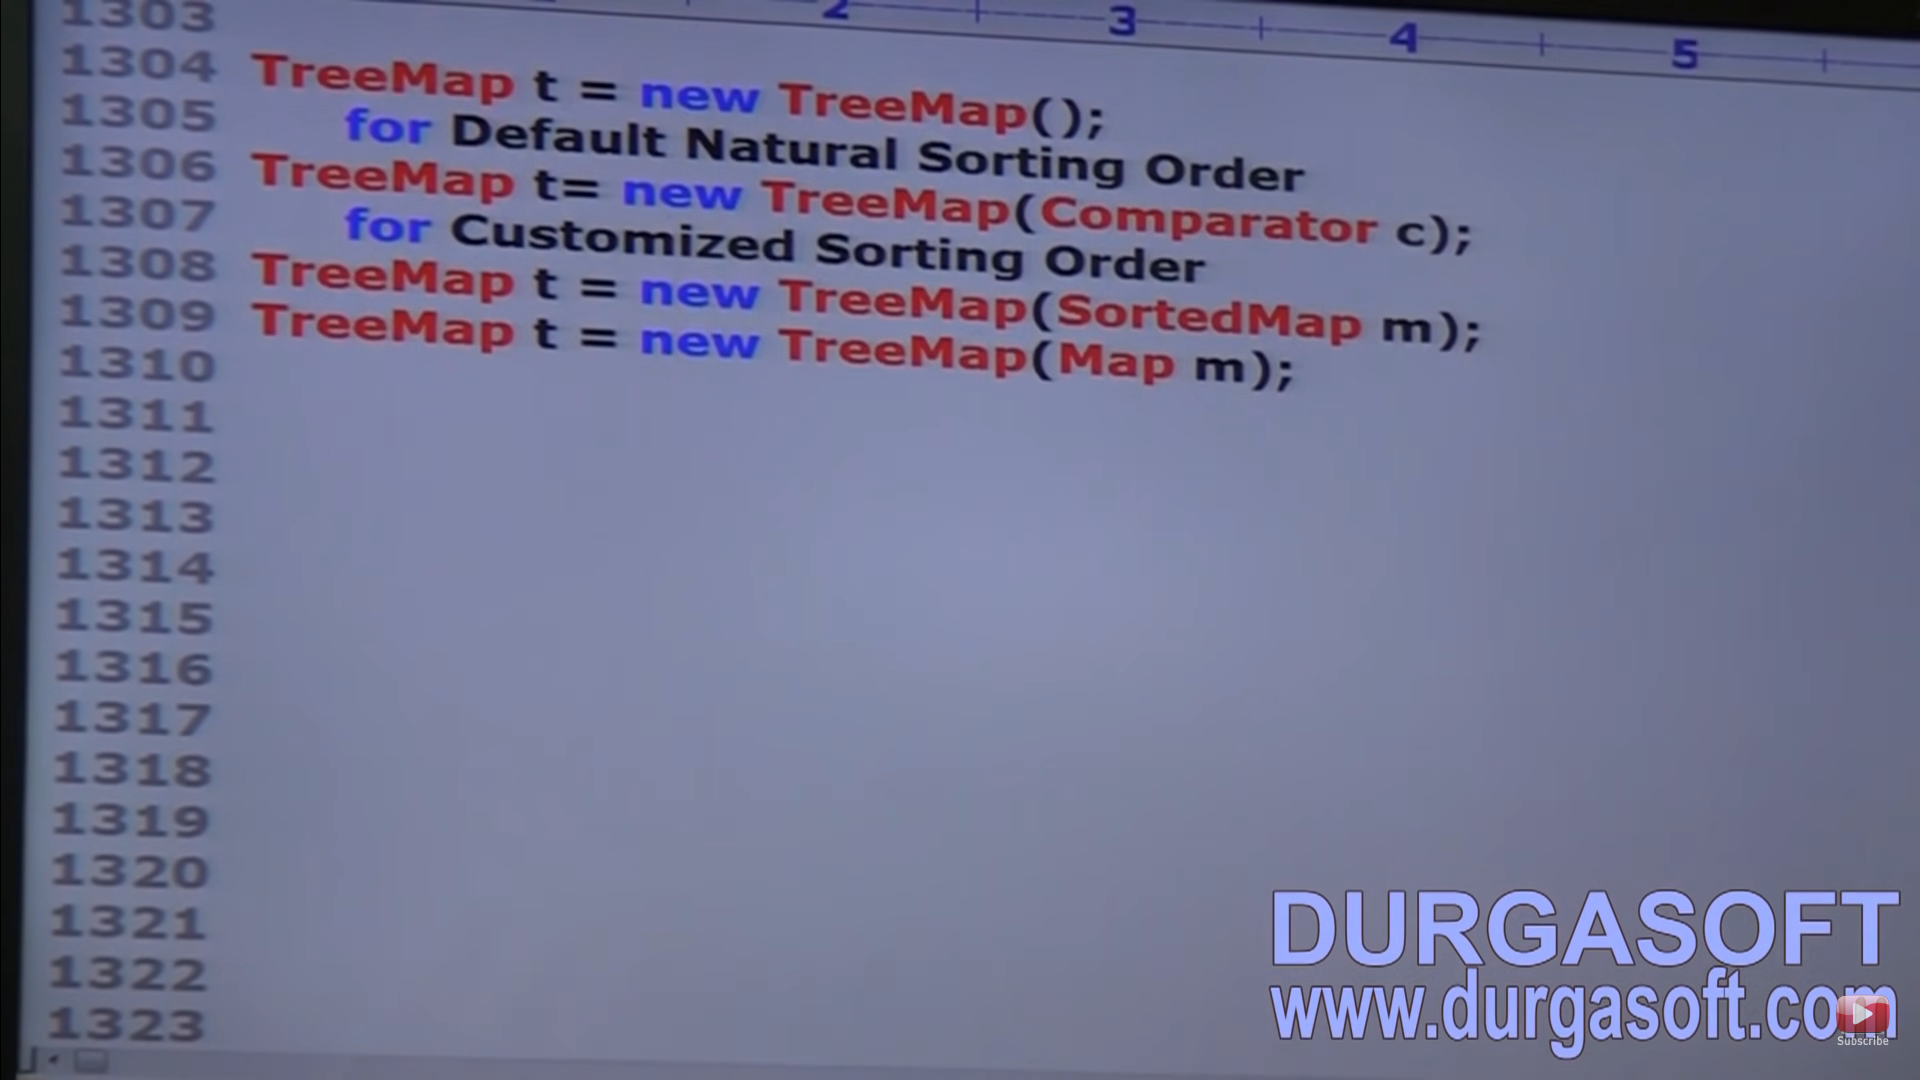 2 3 4 5
1303
1304 TreeMap t = new TreeMap();
1305 for Default Natural Sorting Order
1306 TreeMap t= new TreeMap(Comparator c);
1307 for Customized Sorting Order
1308 TreeMap t = new TreeMap(SortedMap m);
1309 TreeMap t = new TreeMap(Map m);
1310
1311
1312
1313
1314
1315
1316
1317
1318
1319
1320
1321
1322
1323
DURGASOFT
www.durgasoft.com
Subscribe